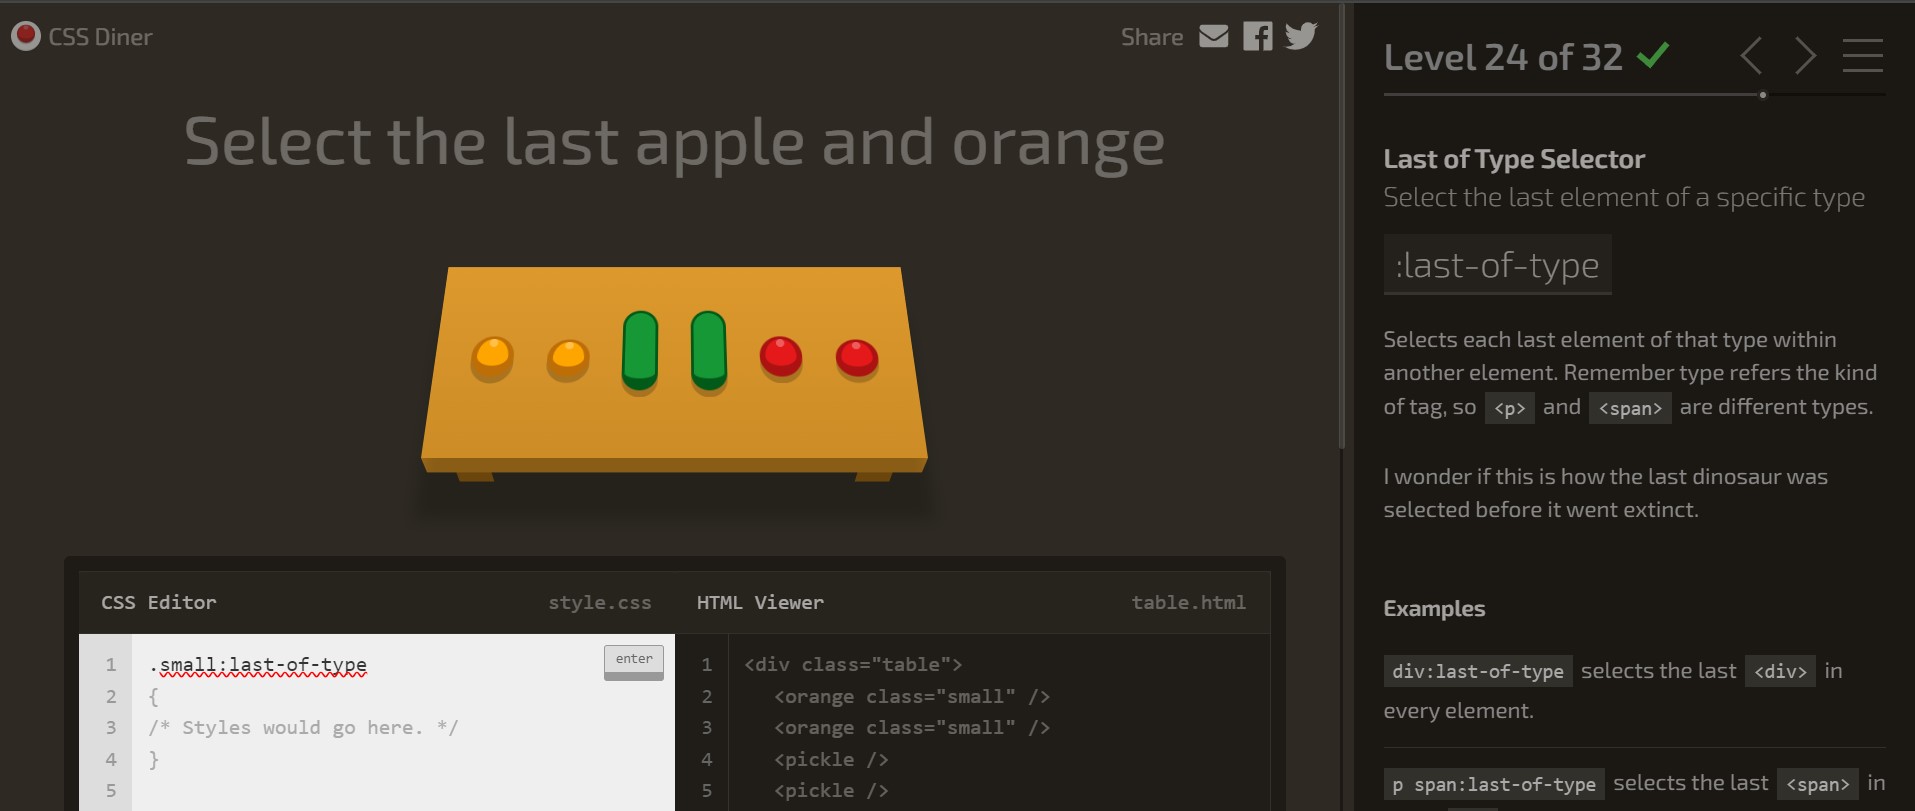 CSS Diner
Share
Select the last apple and orange
CSS Editor style.css
enter
1 .small:last-of-type
2 {
3 /* Styles would go here. */
4 }
5
HTML Viewer table.html
1 <div class="table">
2 <orange class="small" />
3 <orange class="small" />
4 <pickle />
5 <pickle />
Level 24 of 32
Last of Type Selector
Select the last element of a specific type
:last-of-type
Selects each last element of that type within
another element. Remember type refers the kind
of tag, so <p> and <span> are different types.
I wonder if this is how the last dinosaur was
selected before it went extinct.
Examples
div:last-of-type selects the last <div> in
every element.
p span:last-of-type selects the last <span> in